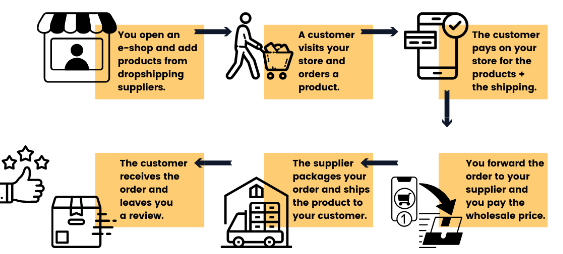 You open an
e-shop and add
products from
dropshipping
suppliers.
A customer
visits your
store and
orders a
product.
The customer
pays on your
store for the
products +
the shipping.
You forward the
order to your
supplier and
you pay the
wholesale price.
1
The supplier
packages your
order and ships
the product to
your customer.
The customer
receives the
order and
leaves you
a review.